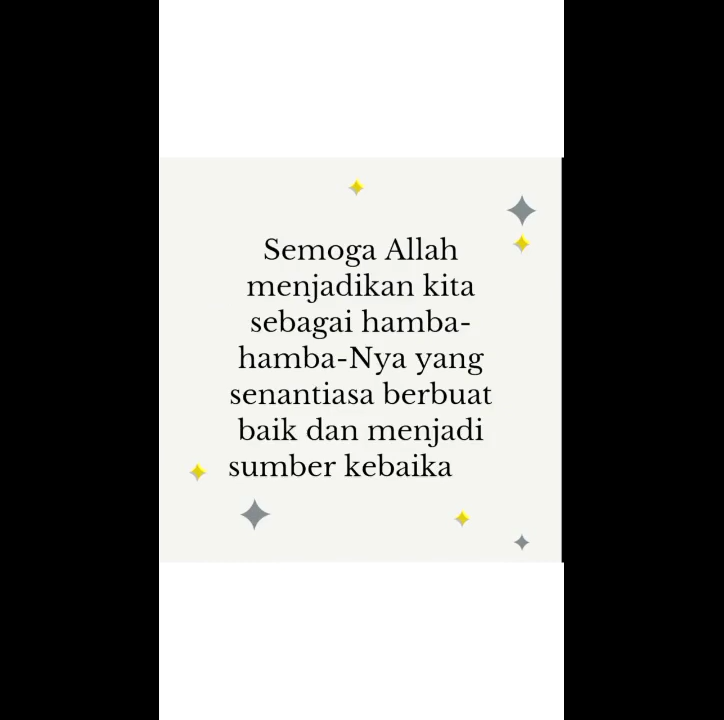 Semoga Allah
menjadikan kita
sebagai hamba-
hamba-Nya yang
senantiasa berbuat
baik dan menjadi
sumber kebaika